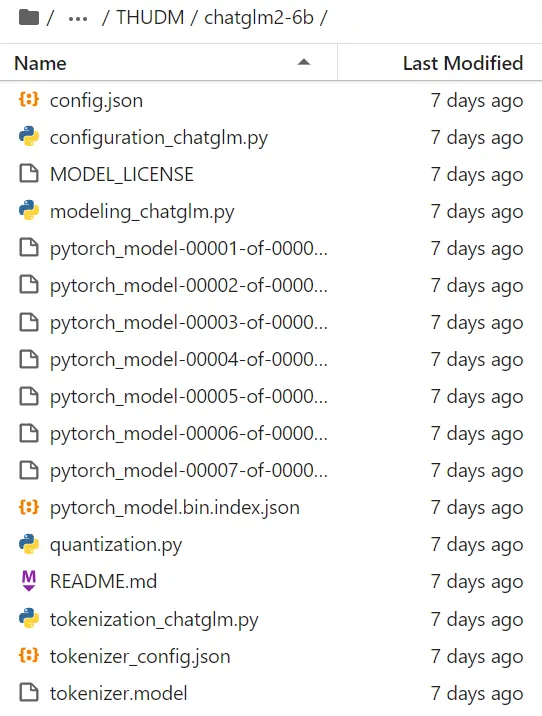 / ··· / THUDM / chatglm2-6b /
Name Last Modified
config.json 7 days ago
configuration_chatglm.py 7 days ago
MODEL_LICENSE 7 days ago
modeling_chatglm.py 7 days ago
pytorch_model-00001-of-0000... 7 days ago
pytorch_model-00002-of-0000... 7 days ago
pytorch_model-00003-of-0000... 7 days ago
pytorch_model-00004-of-0000... 7 days ago
pytorch_model-00005-of-0000... 7 days ago
pytorch_model-00006-of-0000... 7 days ago
pytorch_model-00007-of-0000... 7 days ago
pytorch_model.bin.index.json 7 days ago
quantization.py 7 days ago
README.md 7 days ago
tokenization_chatglm.py 7 days ago
tokenizer_config.json 7 days ago
tokenizer.model 7 days ago